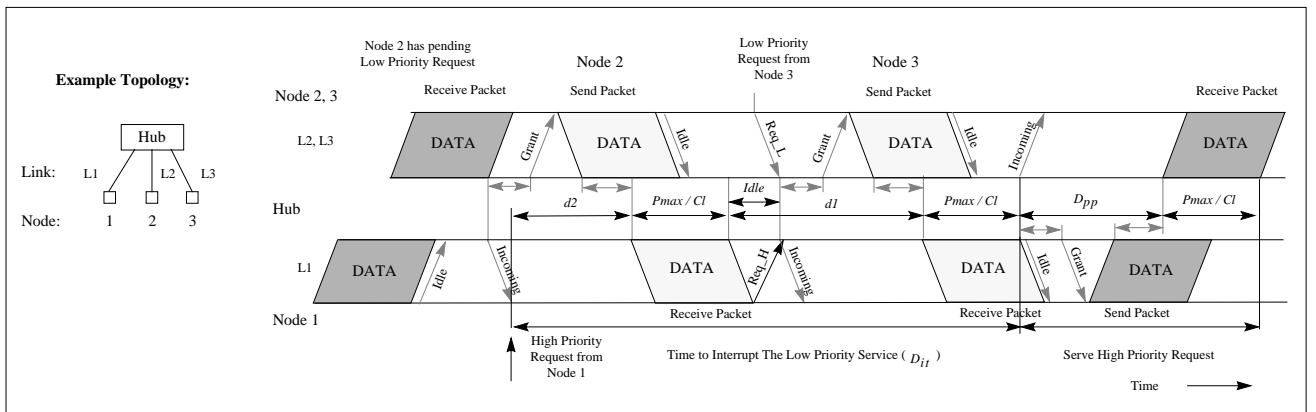 Example Topology:
Hub
Link: L1 L2 L3
Node: 1 2 3
Node 2 has pending
Low Priority Request
Low Priority
Request from
Node 3
Node 2
Node 3
Node 2, 3
Receive Packet
Send Packet
Send Packet
Receive Packet
L2, L3
DATA
Grant
DATA
Idle
Req_L
Grant
DATA
Idle
Incoming
DATA
Hub
d2
Pmax / Cl
Idle
d1
Pmax / Cl
Dpp
Pmax / Cl
L1
DATA
Idle
Incoming
DATA
Req_H
Incoming
DATA
Idle
Grant
DATA
Node 1
Receive Packet
Receive Packet
Send Packet
High Priority
Request from
Node 1
Time to Interrupt The Low Priority Service ( Dit )
Serve High Priority Request
Time